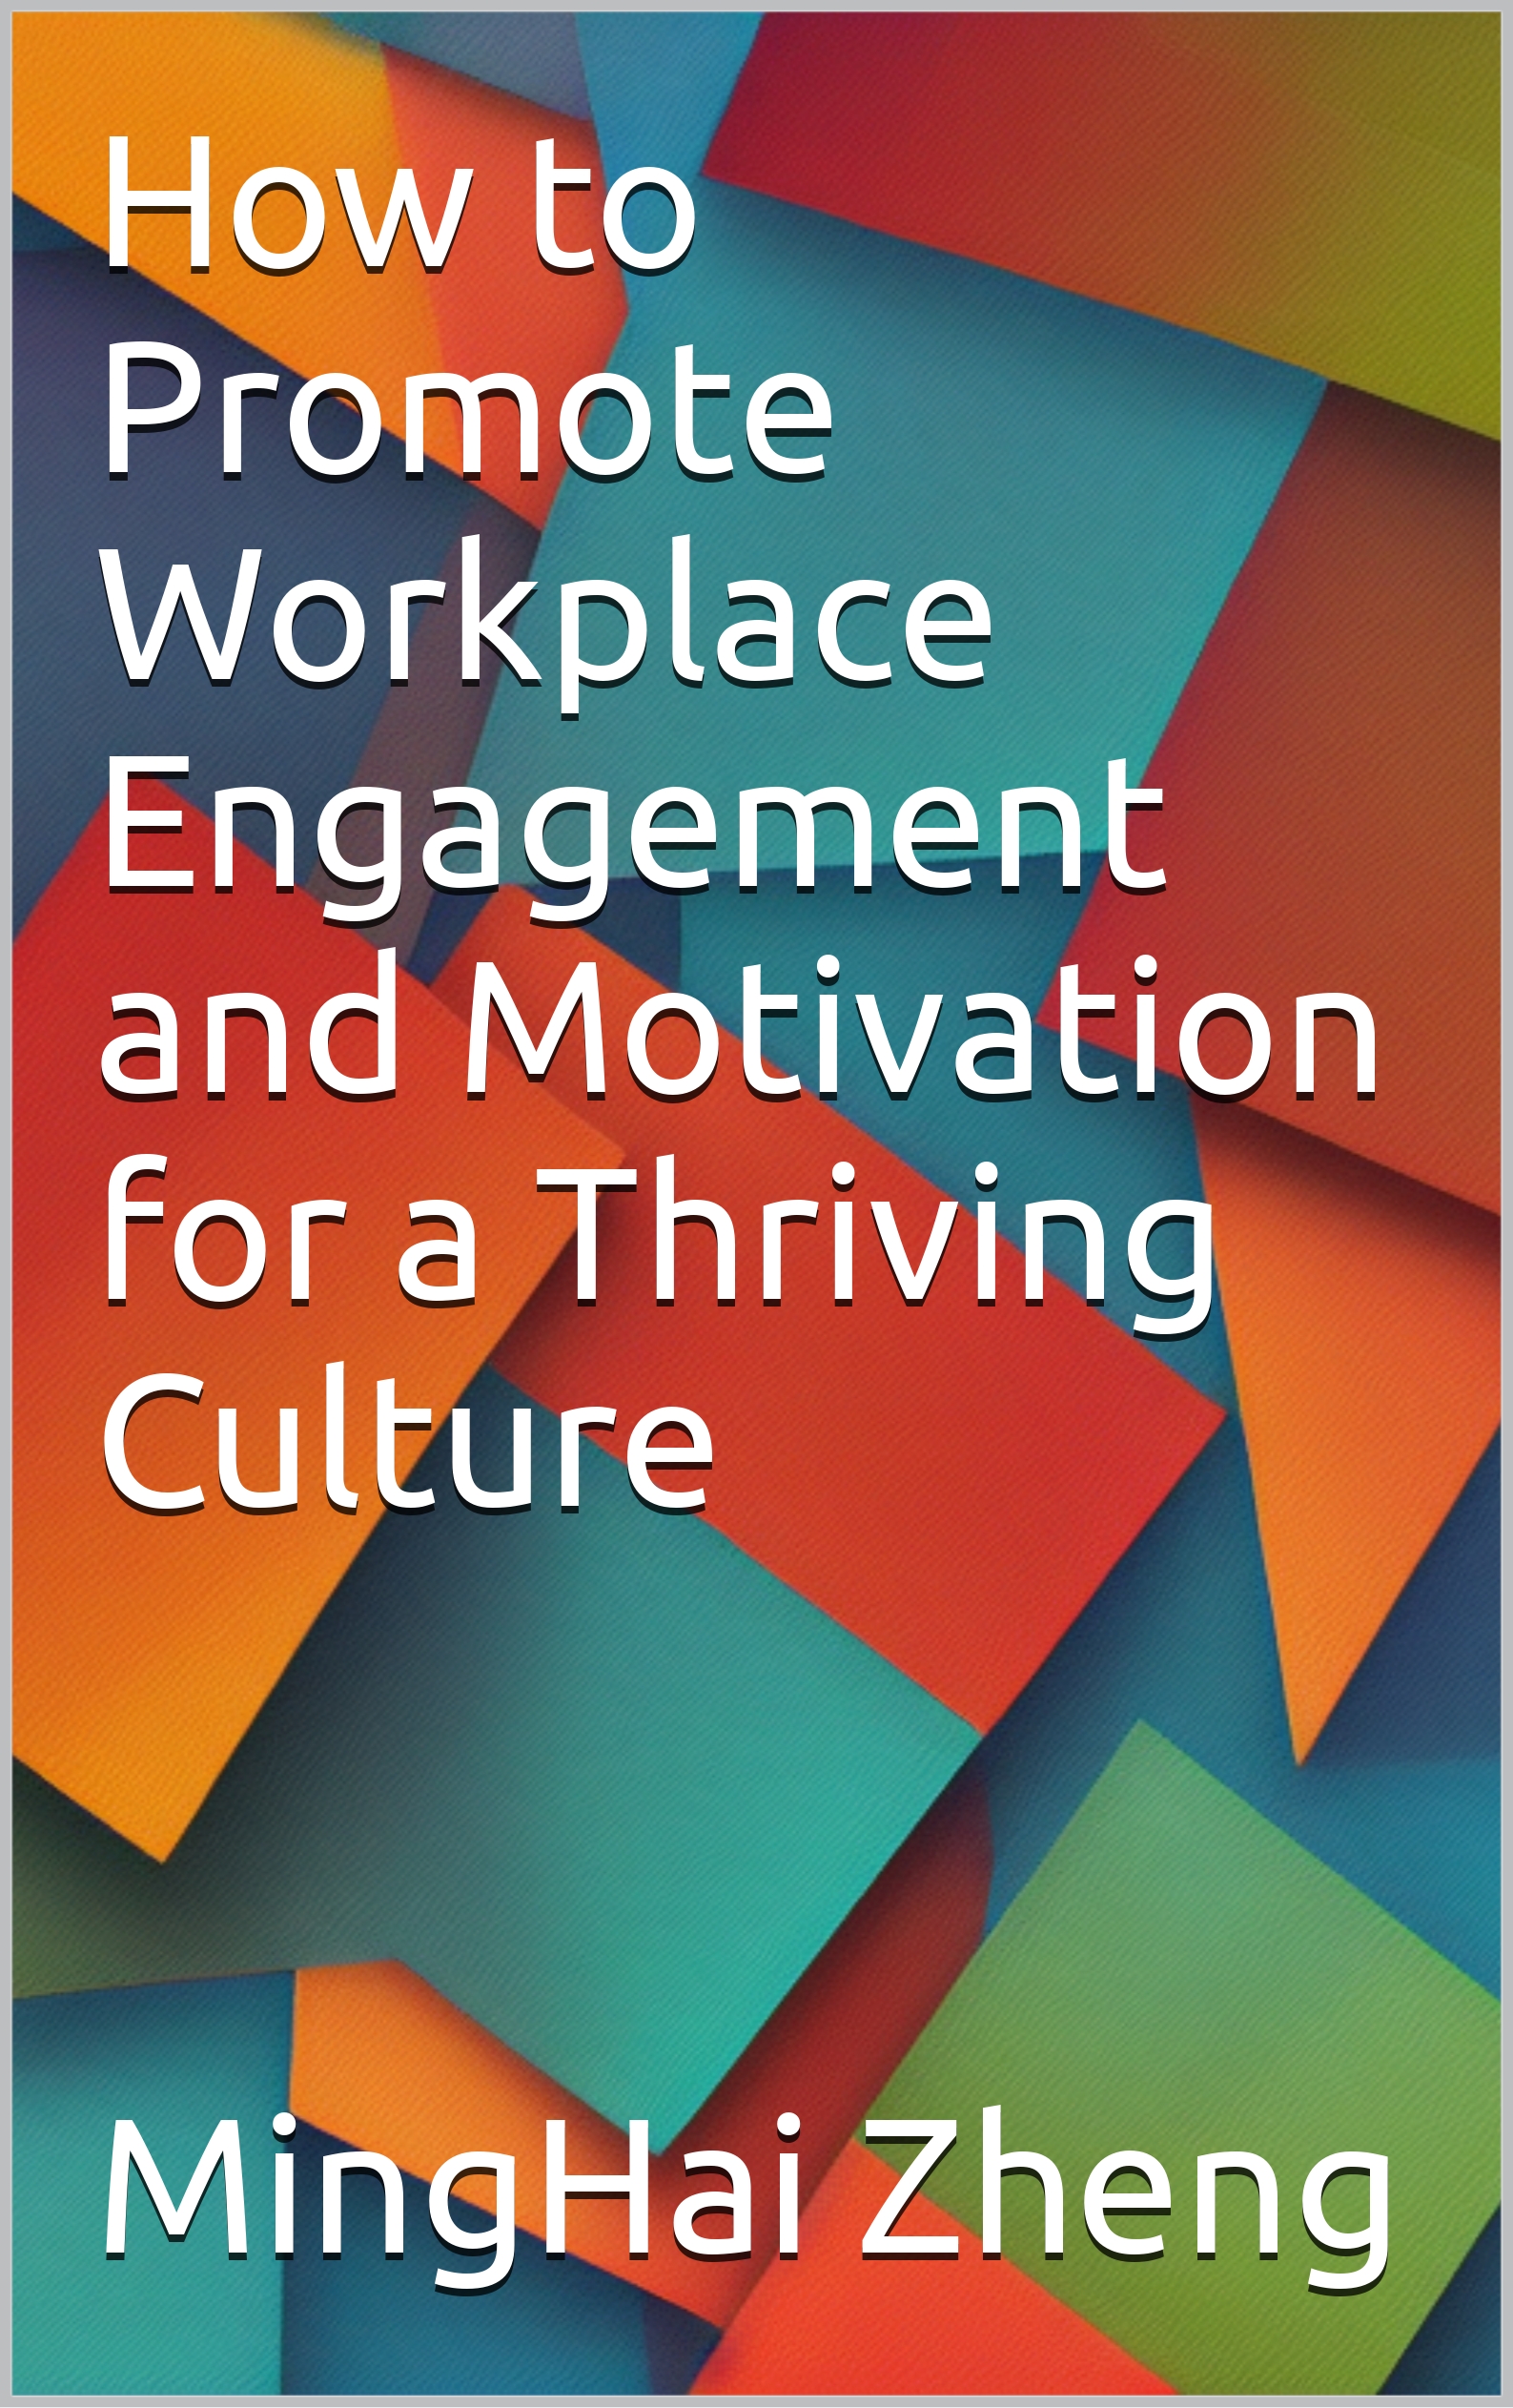 How to
Promote
Workplace
Engagement
and Motivation
for a Thriving
Culture
MingHai Zheng